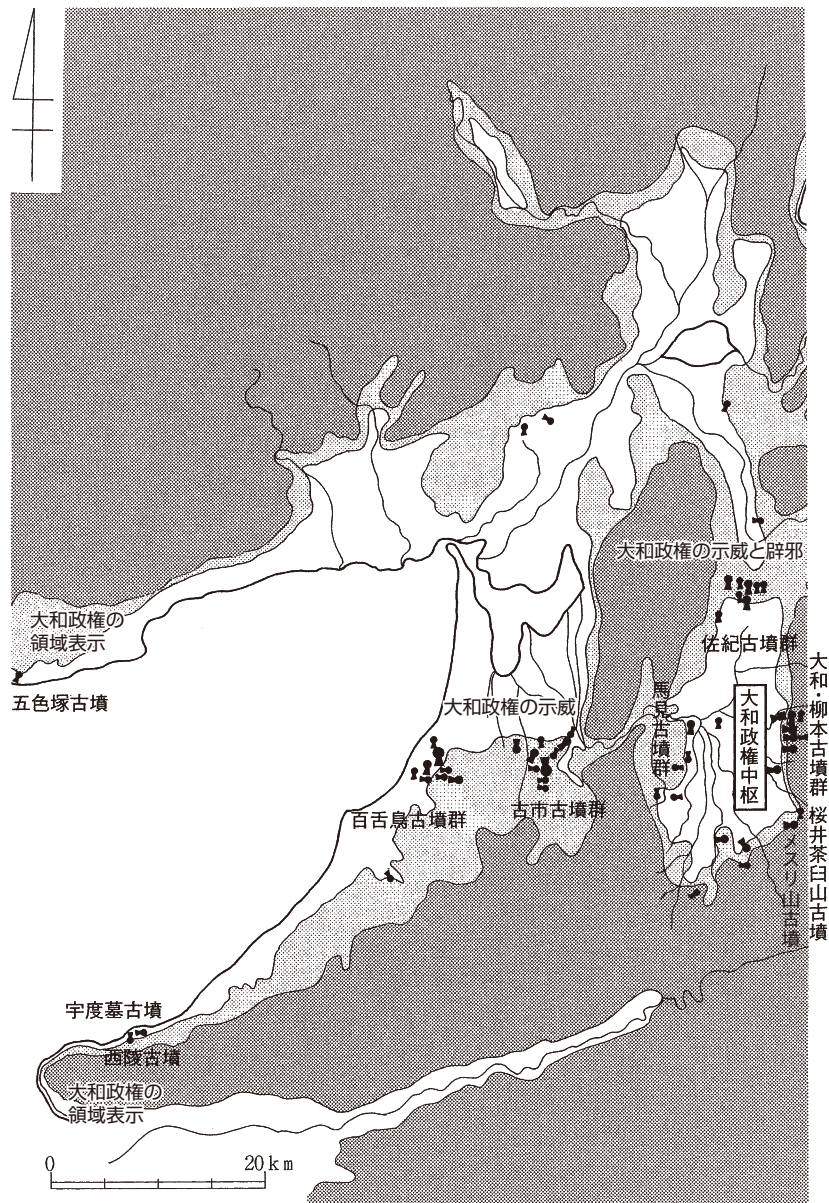 大和政権の示威と辟邪
大和政権の
領域表示
佐紀古墳群
五色塚古墳
大和政権の示威
馬見古墳群
大和政権中枢
大和・柳本古墳群
桜井茶臼山古墳
メスリ山古墳
百舌鳥古墳群
古市古墳群
宇度墓古墳
西陵古墳
大和政権の
領域表示
0 20km